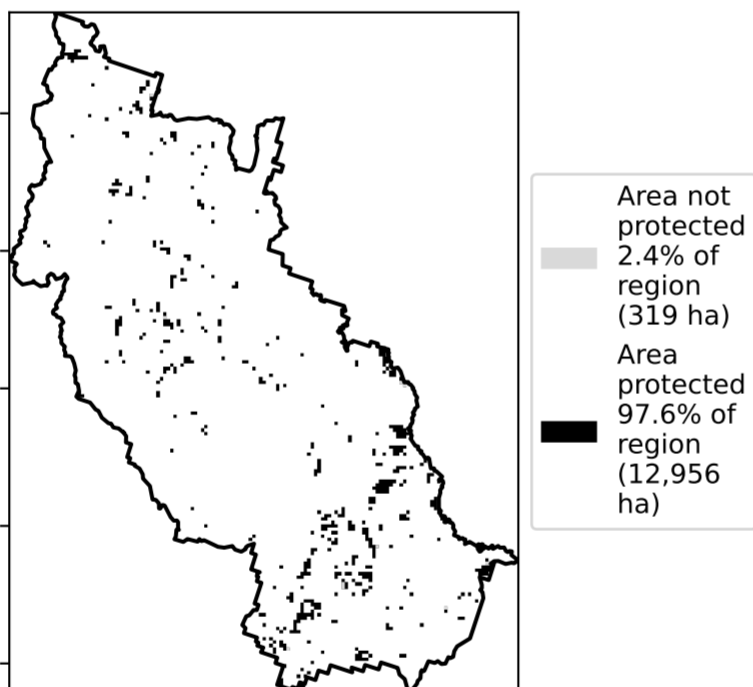 Area not
protected
2.4% of
region
(319 ha)
Area
protected
97.6% of
region
(12,956
ha)